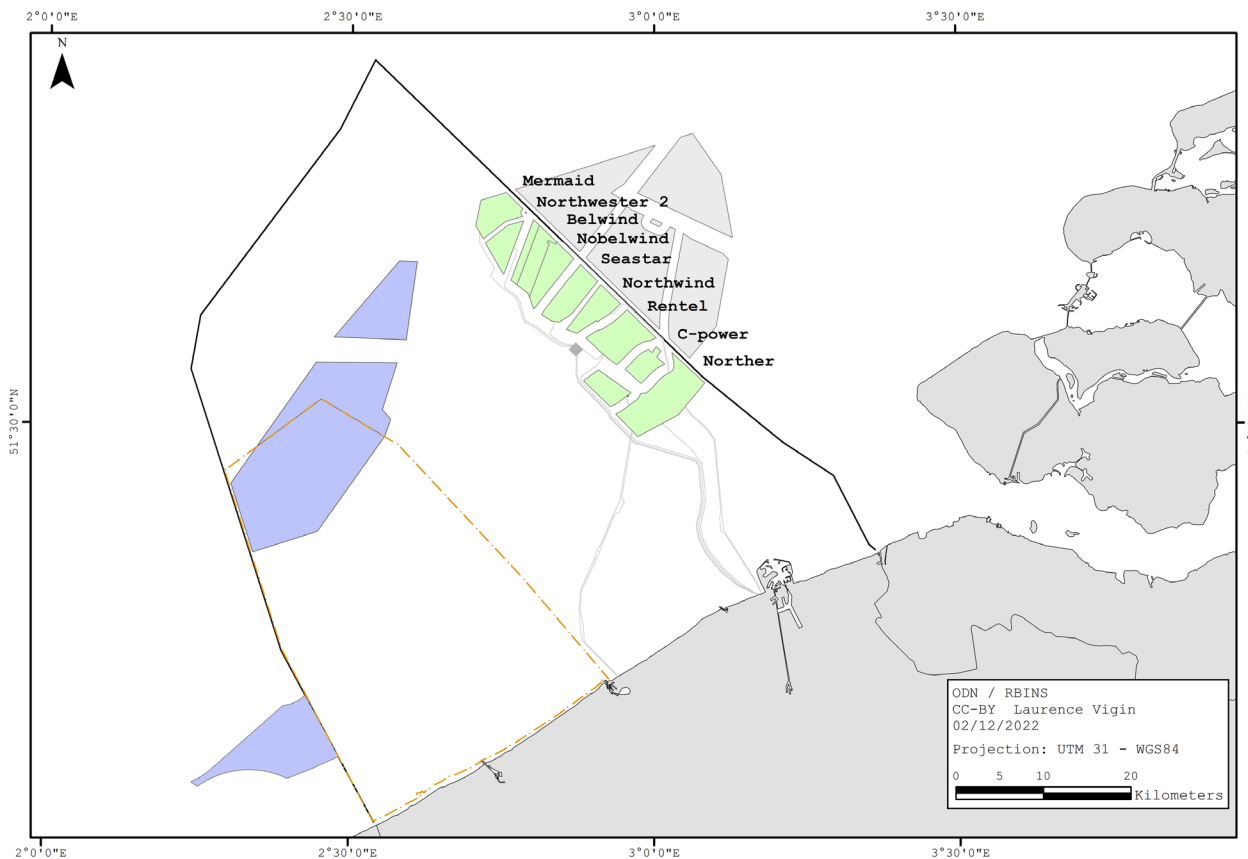 2°0'0"E 2°30'0"E 3°0'0"E 3°30'0"E
N
Mermaid
Northwester 2
Belwind
Nobelwind
Seastar
Northwind
Rentel
C-power
Norther
51°30'0"N
ODN / RBINS
CC-BY Laurence Vigin
02/12/2022
Projection: UTM 31 - WGS84
0 5 10 20
Kilometers
2°0'0"E 2°30'0"E 3°0'0"E 3°30'0"E